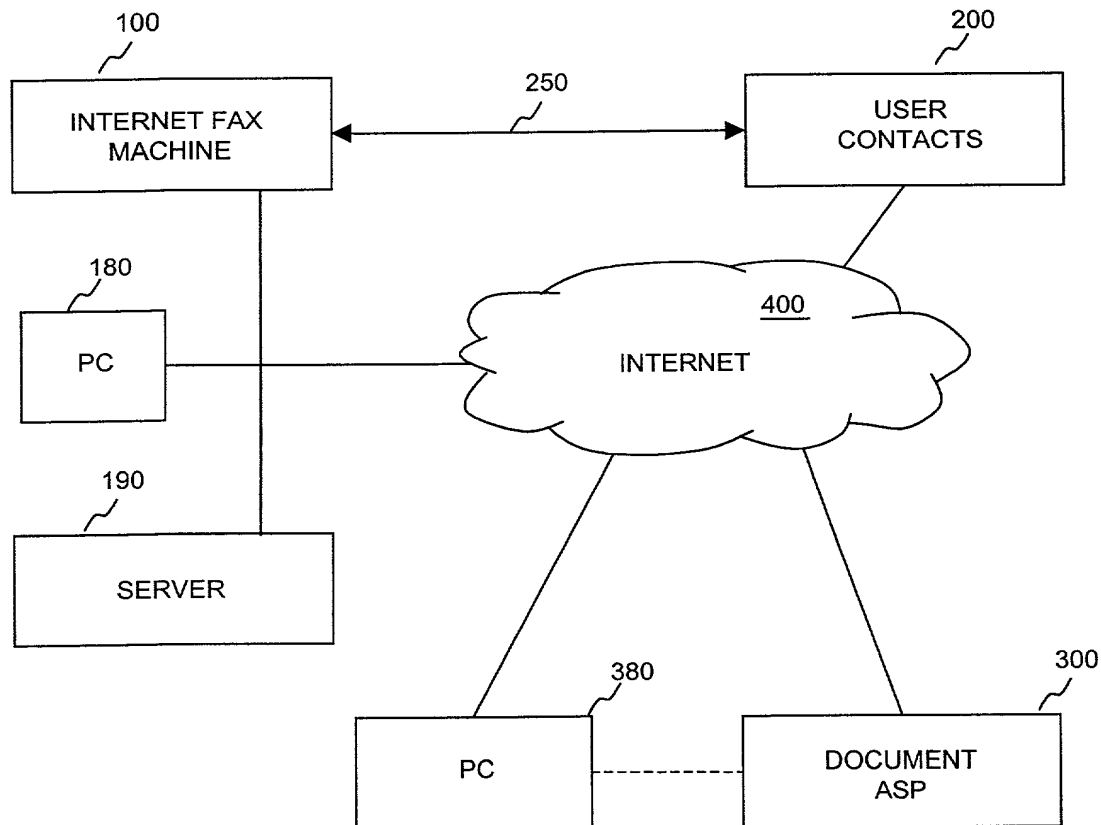 100
200
INTERNET FAX
MACHINE
250
USER
CONTACTS
180
PC
400
INTERNET
190
SERVER
380
PC
300
DOCUMENT
ASP